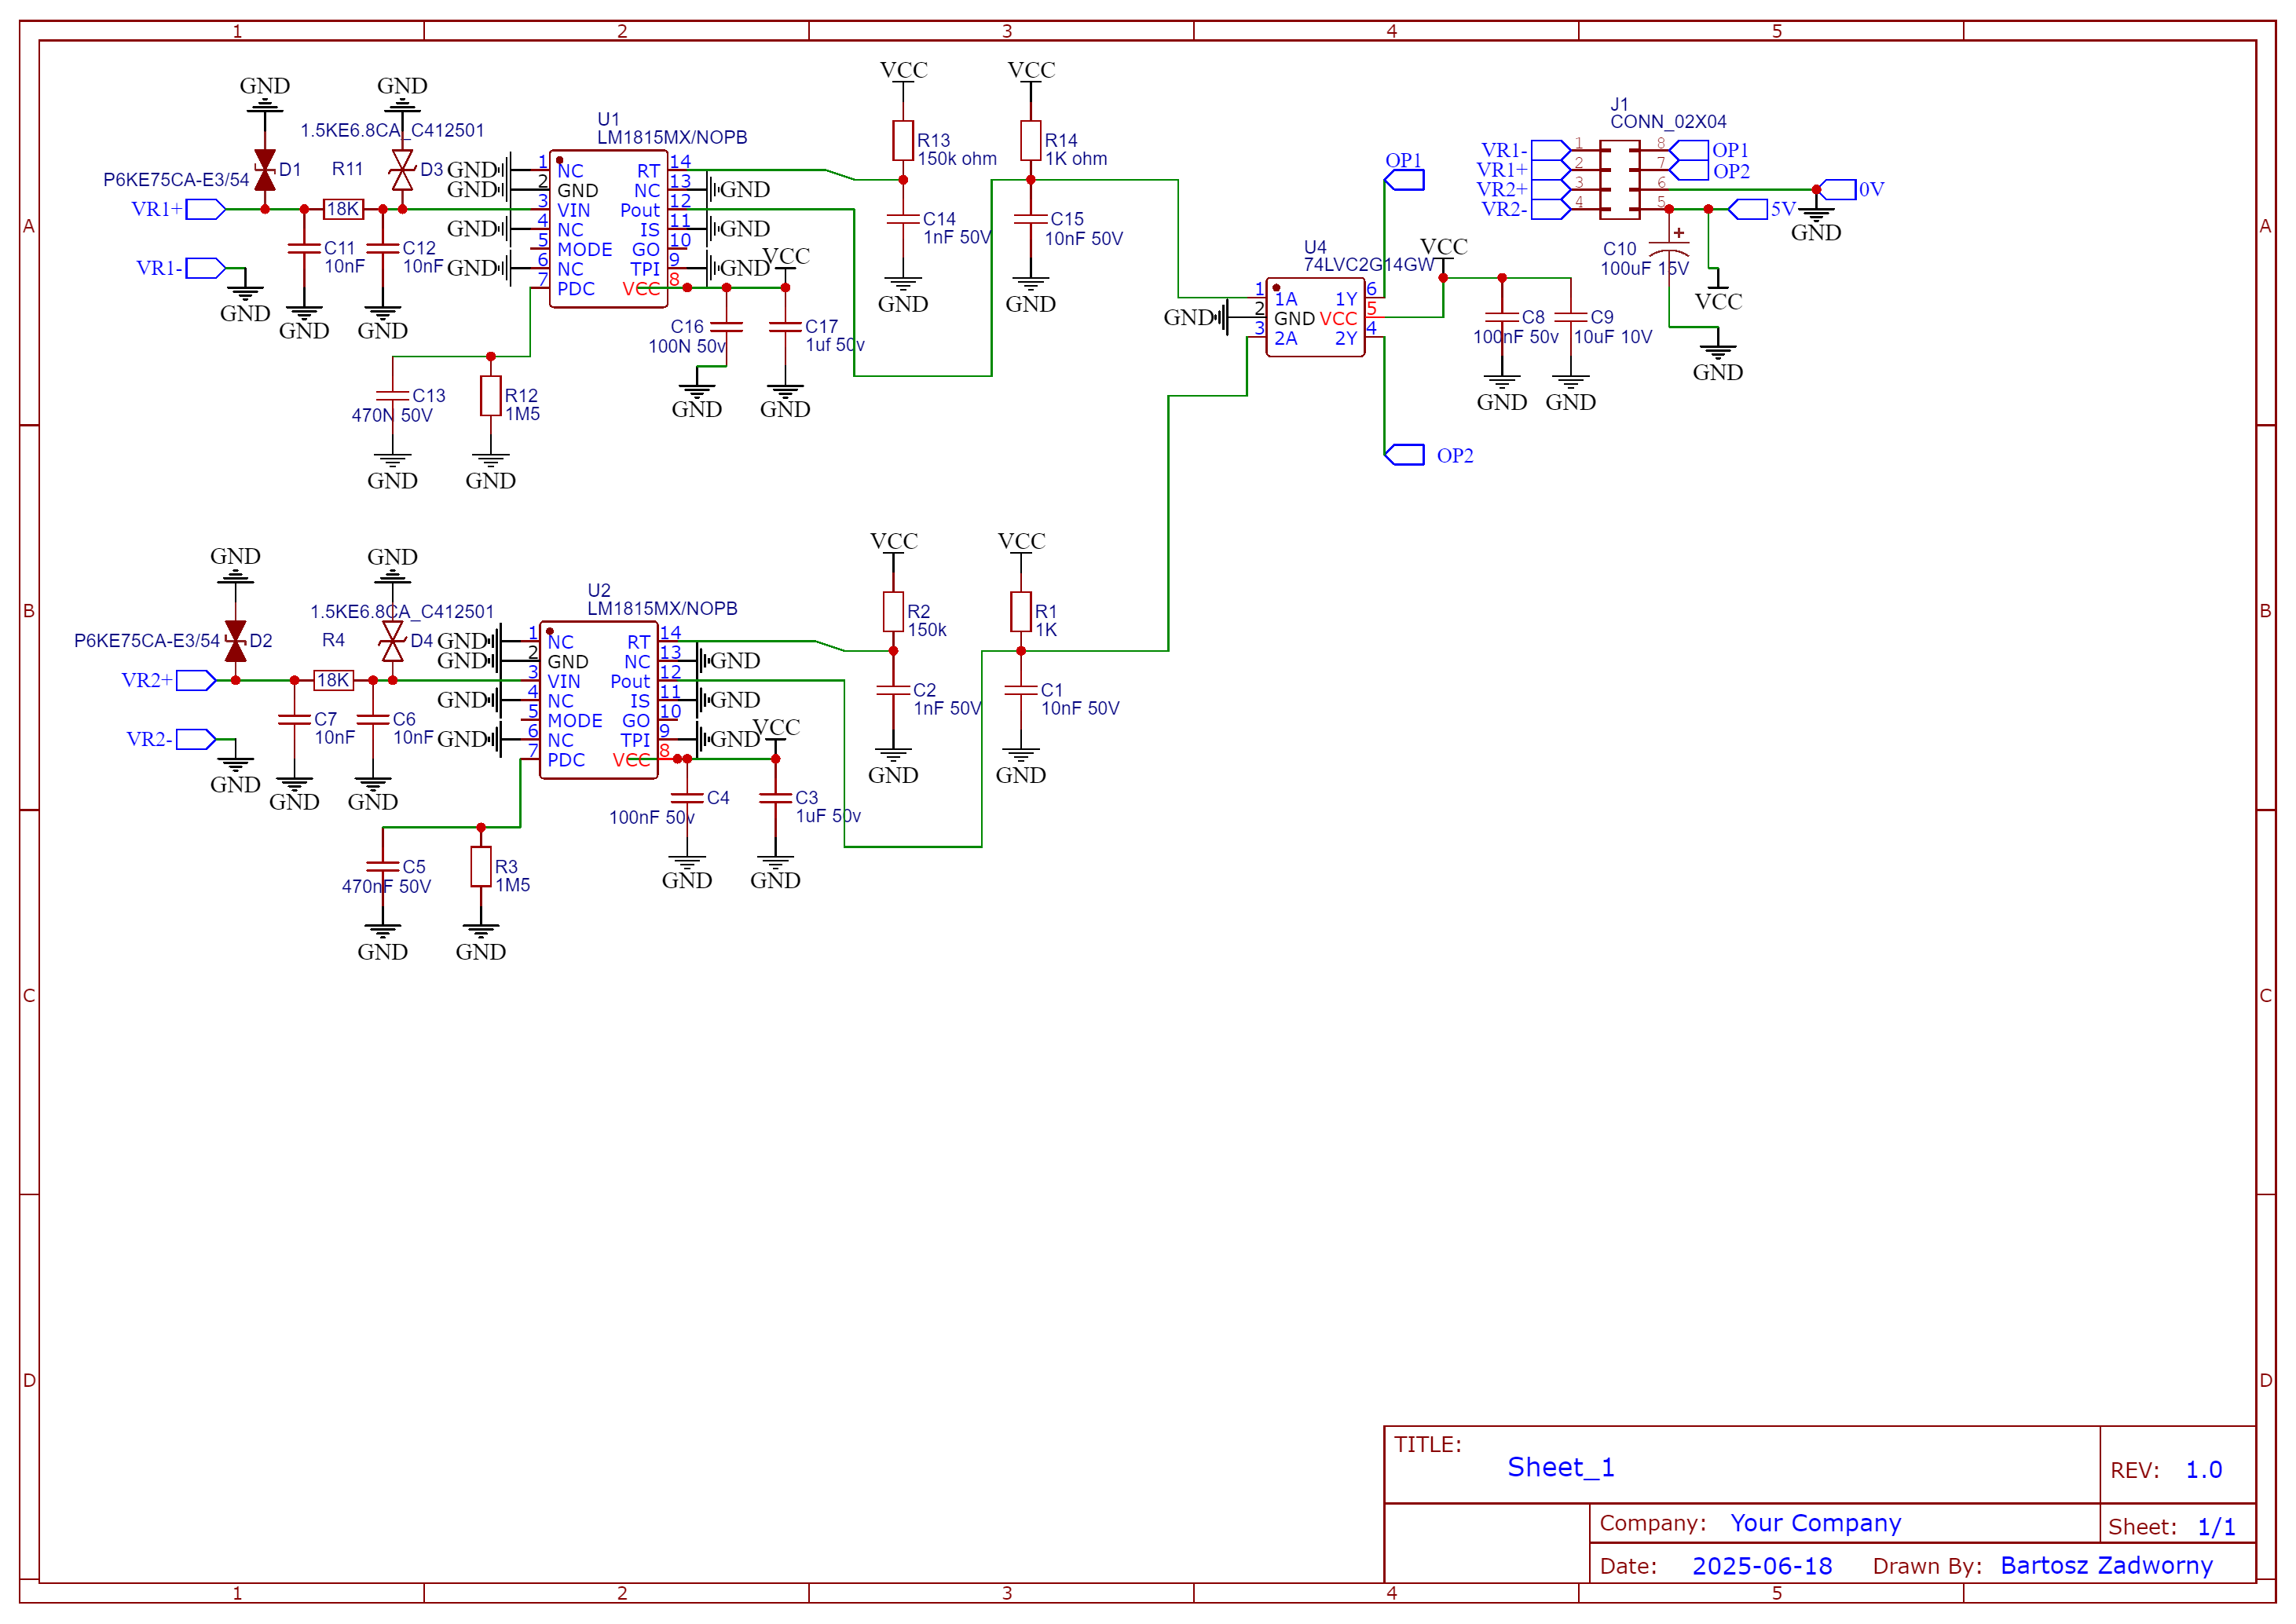 1 2 3 4 5
A
B
C
D
GND
GND
1.5KE6.8CA_C412501
D1
R11
D3
P6KE75CA-E3/54
VR1+
18K
C11
10nF
C12
10nF
VR1-
GND
GND
GND
U1
LM1815MX/NOPB
GND 1 NC RT 14
GND 2 GND NC 13 GND
3 VIN Pout 12
GND 4 NC IS 11 GND
5 MODE GO 10
GND 6 NC TPI 9 GND
7 PDC VCC 8
VCC
C16
100N 50v
C17
1uf 50v
GND
GND
C13
470N 50V
R12
1M5
GND
GND
VCC
R13
150k ohm
C14
1nF 50V
GND
VCC
R14
1K ohm
C15
10nF 50V
GND
OP1
U4
74LVC2G14GW
1 1A 1Y 6
GND 2 GND VCC 5
3 2A 2Y 4
VCC
C8
100nF 50v
C9
10uF 10V
GND
GND
OP2
J1
CONN_02X04
VR1- 1 8 OP1
VR1+ 2 7 OP2
VR2+ 3 6 0V
VR2- 4 5 5V
GND
+
C10
100uF 15V
VCC
GND
GND
GND
1.5KE6.8CA_C412501
P6KE75CA-E3/54
D2
R4
D4
VR2+
18K
C7
10nF
C6
10nF
VR2-
GND
GND
GND
U2
LM1815MX/NOPB
GND 1 NC RT 14
GND 2 GND NC 13 GND
3 VIN Pout 12
GND 4 NC IS 11 GND
5 MODE GO 10
GND 6 NC TPI 9 GND
7 PDC VCC 8
VCC
C4
100nF 50v
C3
1uF 50v
GND
GND
C5
470nF 50V
R3
1M5
GND
GND
VCC
R2
150k
C2
1nF 50V
GND
VCC
R1
1K
C1
10nF 50V
GND
A
B
C
D
TITLE:
Sheet_1
REV: 1.0
Company: Your Company
Sheet: 1/1
Date: 2025-06-18 Drawn By: Bartosz Zadworny
1 2 3 4 5